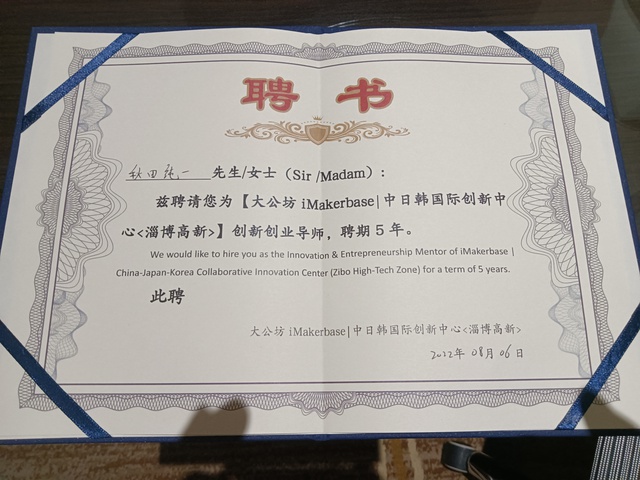 聘 书
秋田純一 先生/女士（Sir /Madam）：
兹聘请您为【大公坊 iMakerbase|中日韩国际创新中
心<淄博高新>】创新创业导师，聘期 5 年。
We would like to hire you as the Innovation & Entrepreneurship Mentor of iMakerbase |
China-Japan-Korea Collaborative Innovation Center (Zibo High-Tech Zone) for a term of 5 years.
此聘
大公坊 iMakerbase|中日韩国际创新中心<淄博高新>
2022年 08月 06日